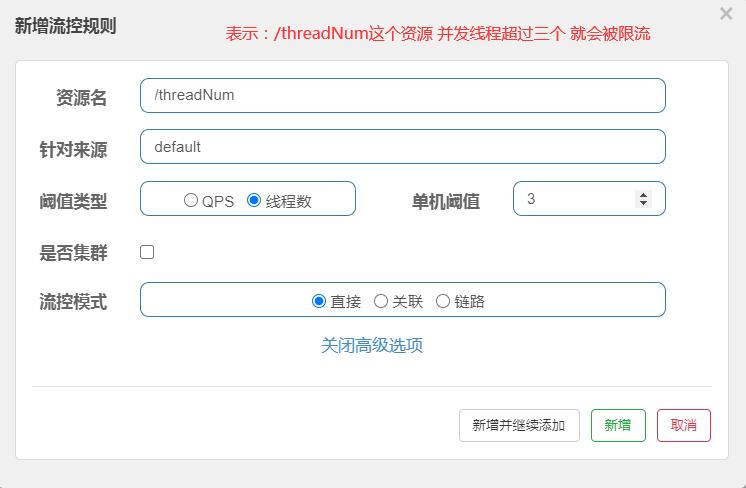 新增流控规则
×
表示：/threadNum这个资源 并发线程超过三个 就会被限流
资源名 /threadNum
针对来源 default
阈值类型 QPS 线程数 单机阈值 3
是否集群
流控模式 直接 关联 链路
关闭高级选项
新增并继续添加 新增 取消